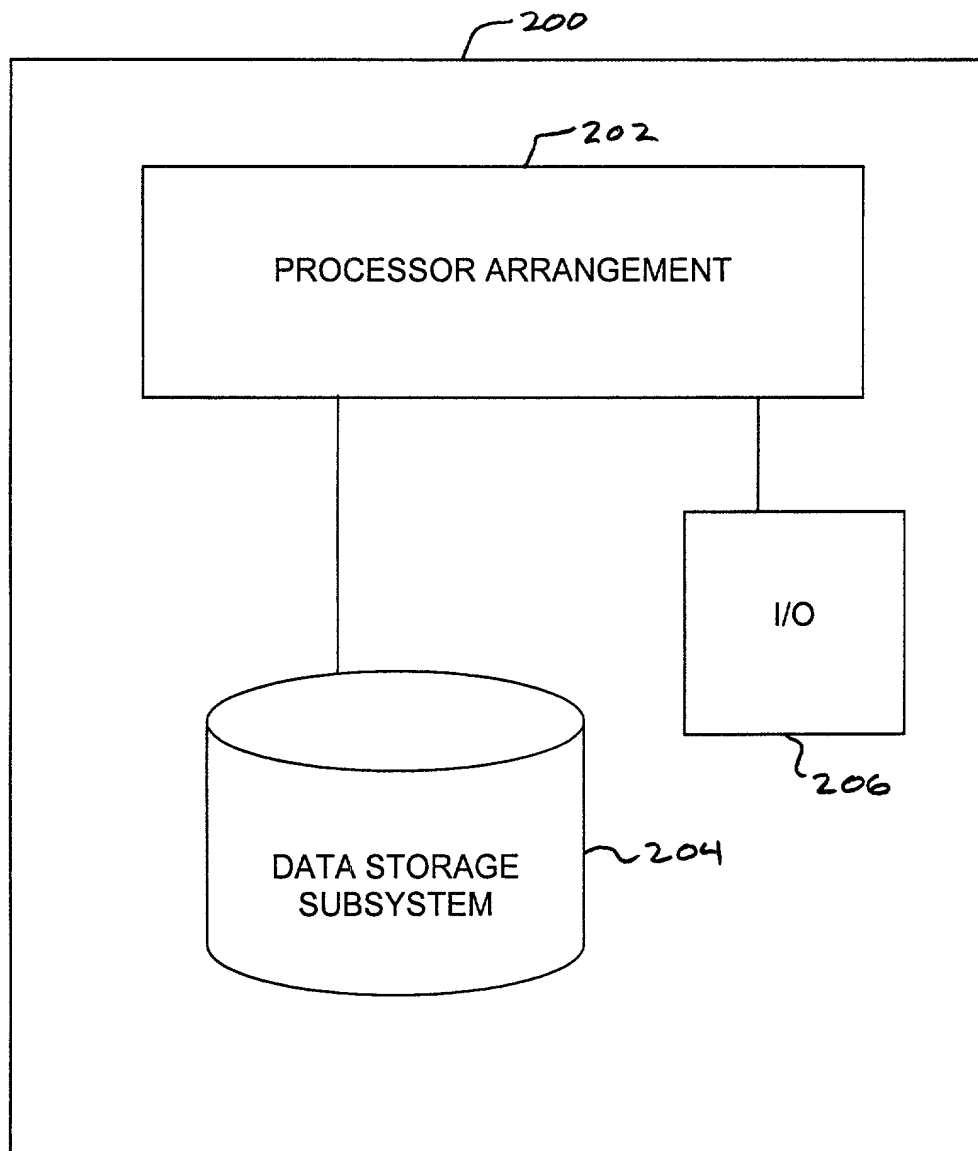 200
202
PROCESSOR ARRANGEMENT
I/O
206
204
DATA STORAGE
SUBSYSTEM